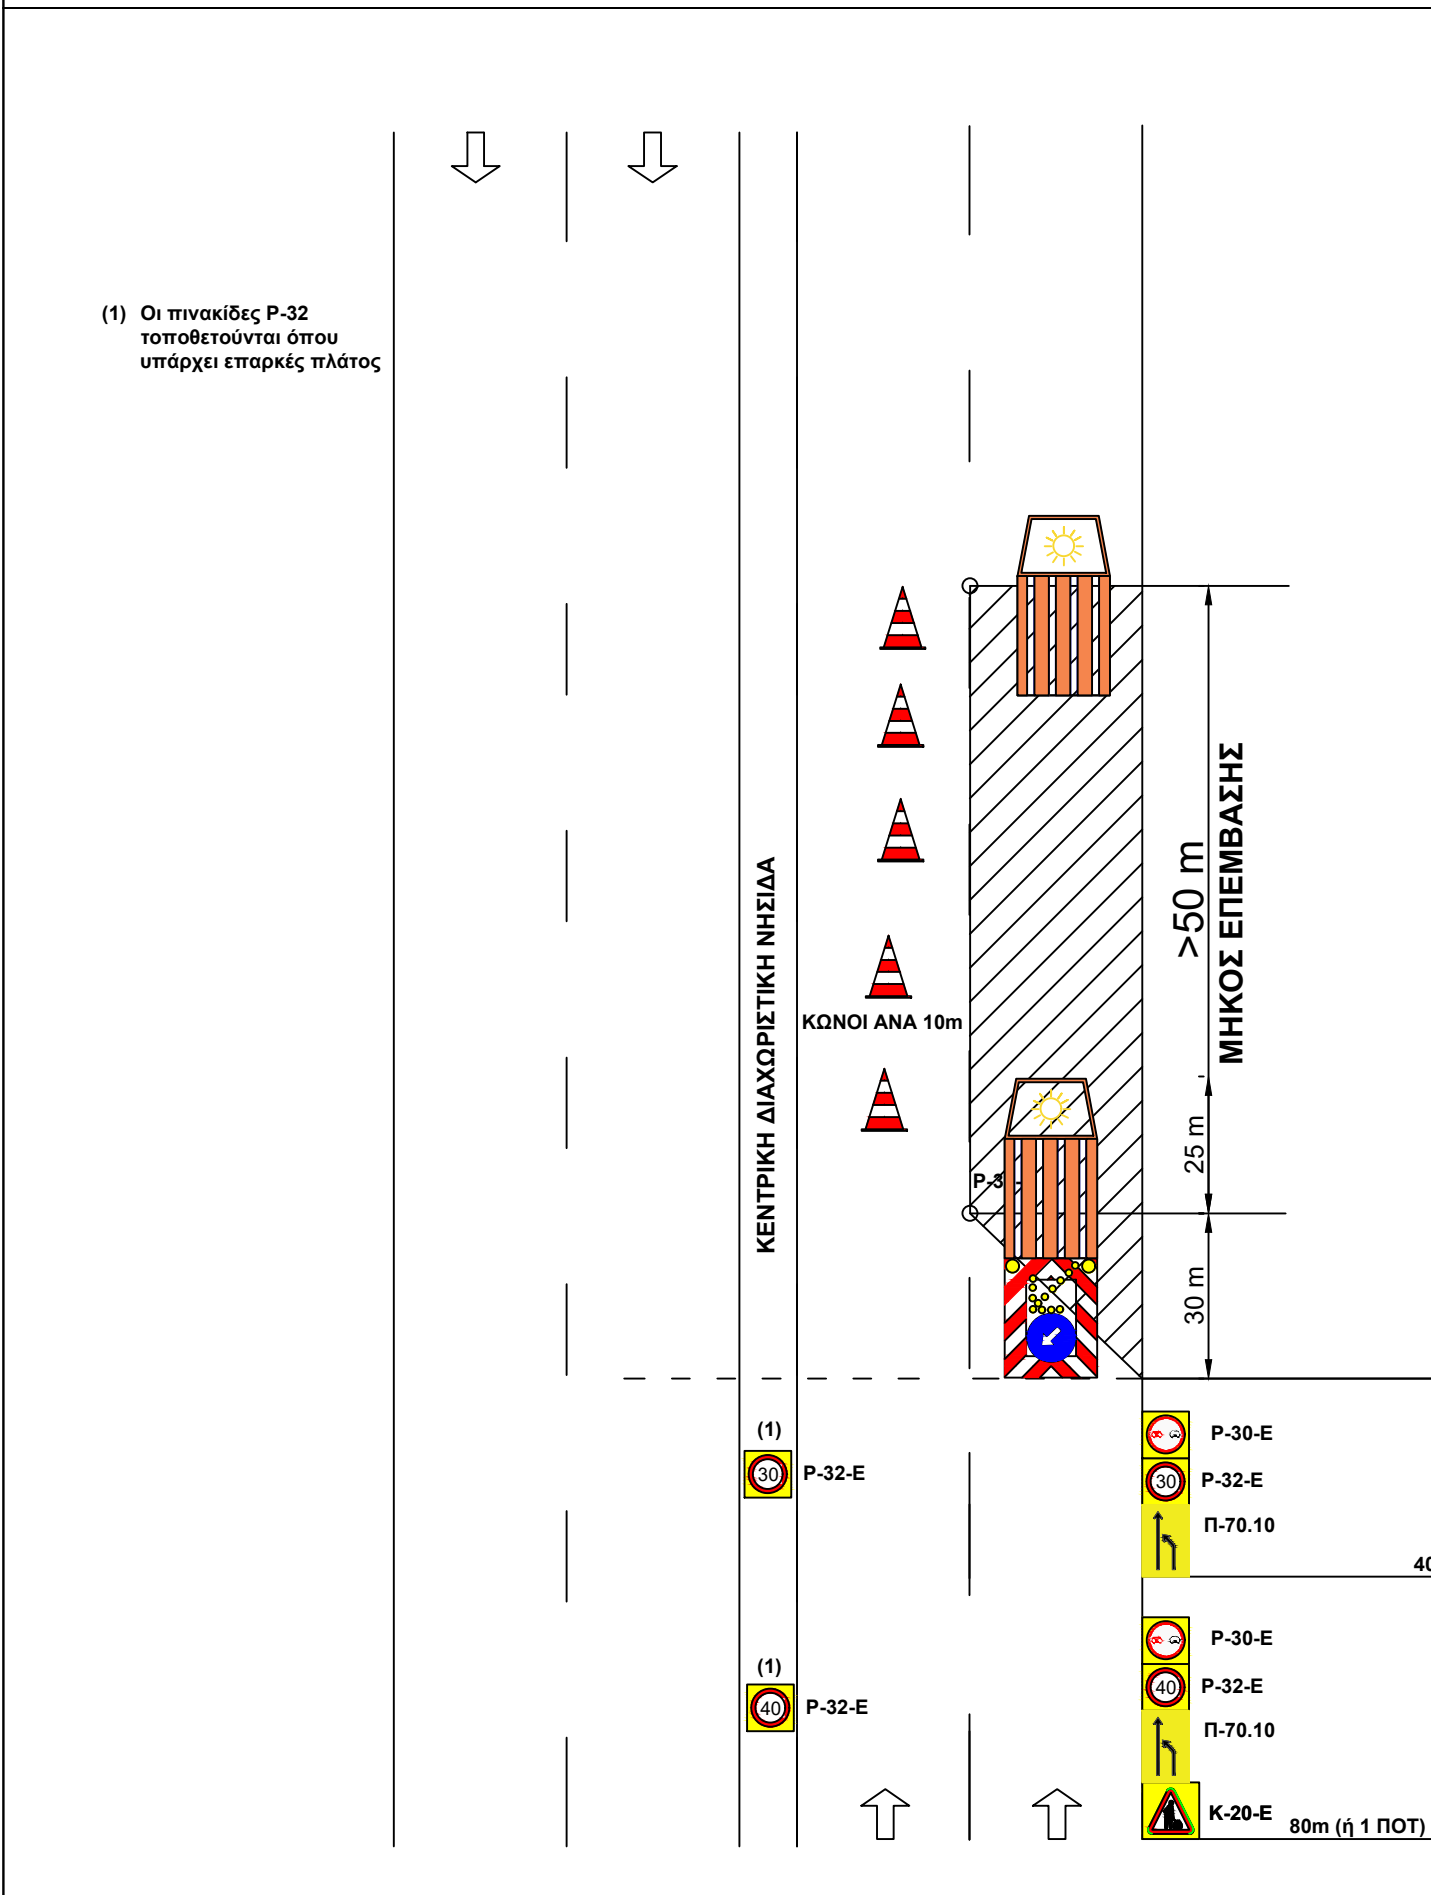 (1) Οι πινακίδες Ρ-32
τοποθετούνται όπου
υπάρχει επαρκές πλάτος
ΚΕΝΤΡΙΚΗ ΔΙΑΧΩΡΙΣΤΙΚΗ ΝΗΣΙΔΑ
ΚΩΝΟΙ ΑΝΑ 10m
>50 m
ΜΗΚΟΣ ΕΠΕΜΒΑΣΗΣ
25 m
30 m
(1)
30
Ρ-32-Ε
Ρ-30-Ε
30
Ρ-32-Ε
Π-70.10
40
Ρ-30-Ε
(1)
40
Ρ-32-Ε
40
Ρ-32-Ε
Π-70.10
Κ-20-Ε
80m (ή 1 ΠΟΤ)